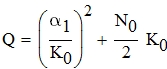 Q = (α₁/K₀)² + N₀/2 K₀